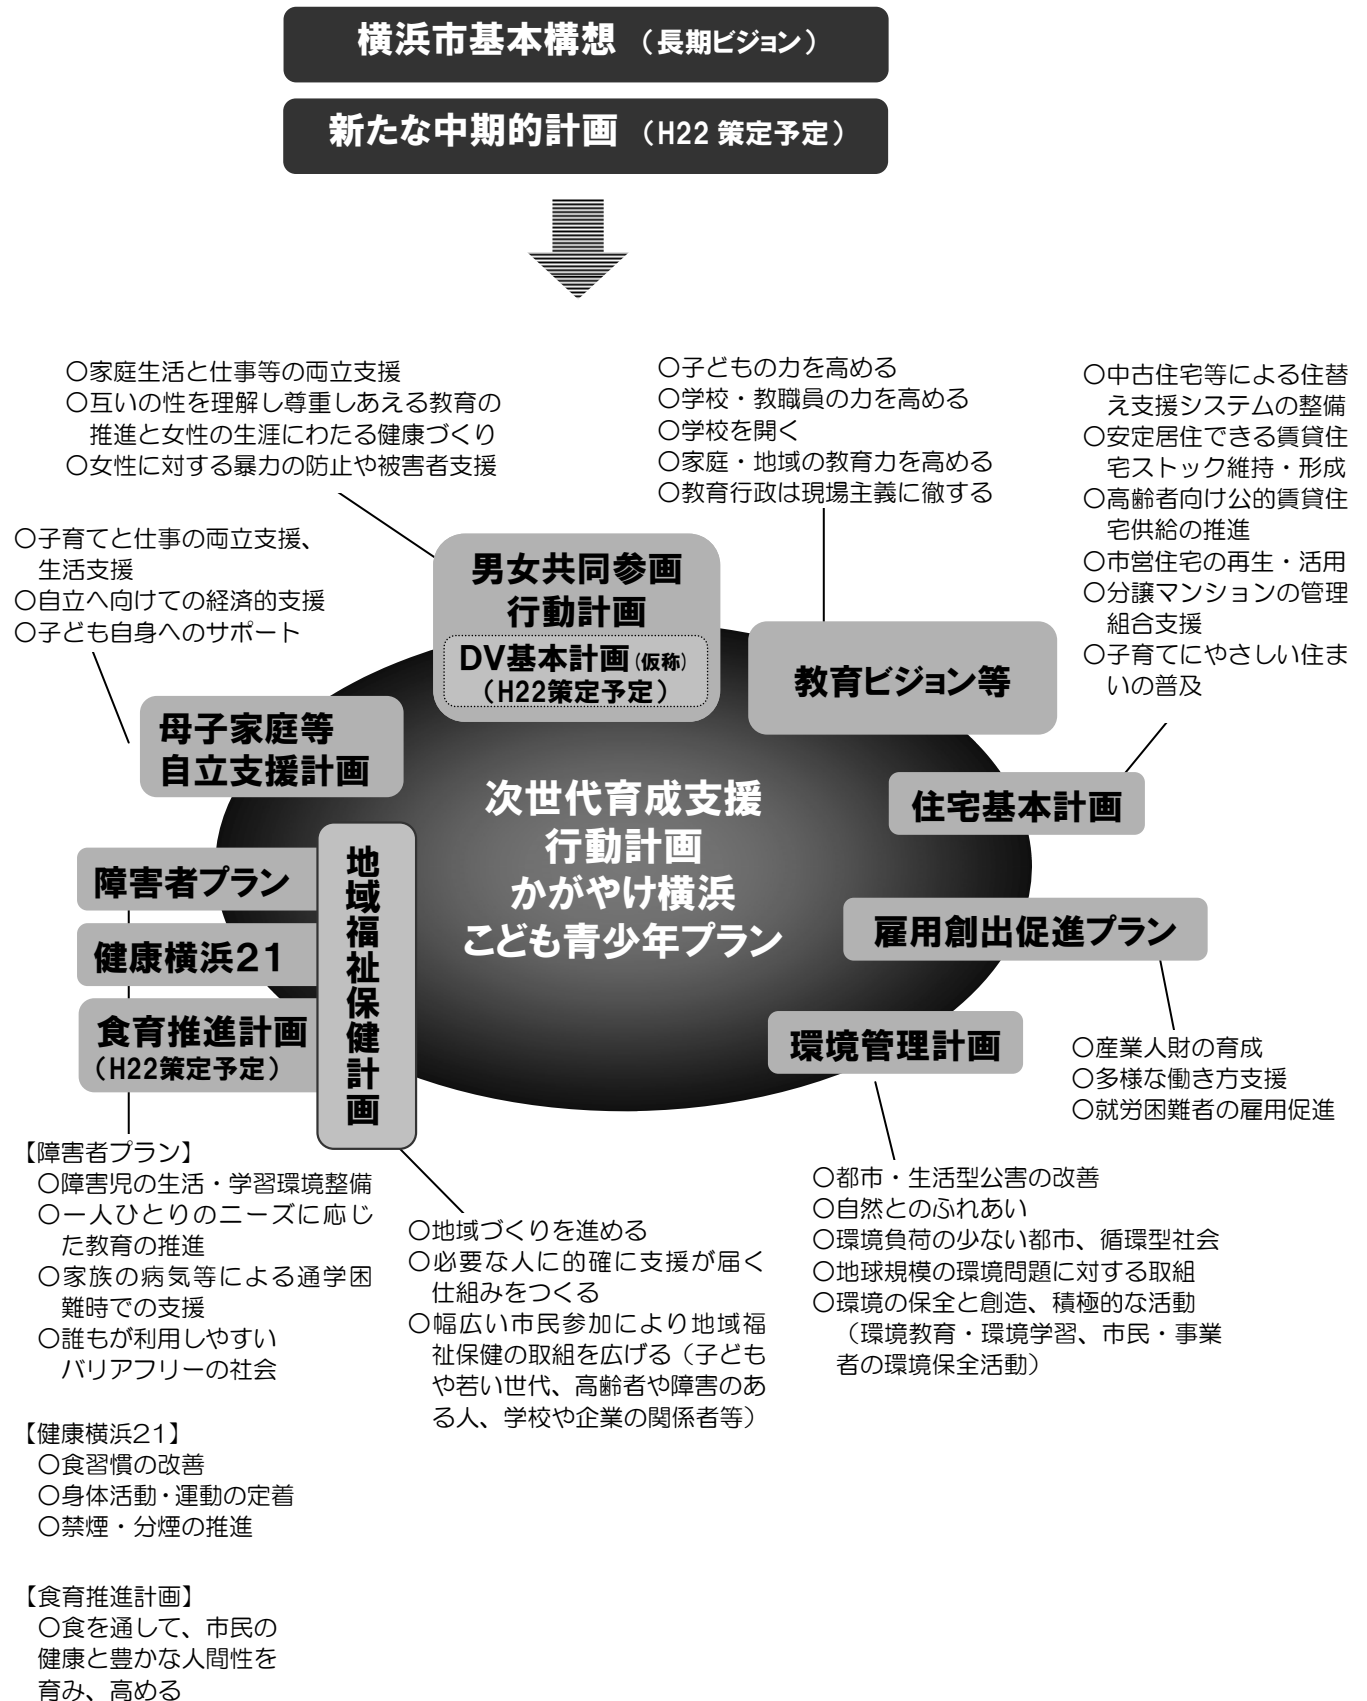 横浜市基本構想 （長期ビジョン）
新たな中期的計画 （H22 策定予定）
○家庭生活と仕事等の両立支援
○互いの性を理解し尊重しあえる教育の
推進と女性の生涯にわたる健康づくり
○女性に対する暴力の防止や被害者支援
○子どもの力を高める
○学校・教職員の力を高める
○学校を開く
○家庭・地域の教育力を高める
○教育行政は現場主義に徹する
○中古住宅等による住替
え支援システムの整備
○安定居住できる賃貸住
宅ストック維持・形成
○高齢者向け公的賃貸住
宅供給の推進
○市営住宅の再生・活用
○分譲マンションの管理
組合支援
○子育てにやさしい住ま
いの普及
○子育てと仕事の両立支援、
生活支援
○自立へ向けての経済的支援
○子ども自身へのサポート
男女共同参画
行動計画
DV基本計画(仮称)
（H22策定予定）
教育ビジョン等
母子家庭等
自立支援計画
住宅基本計画
次世代育成支援
行動計画
かがやけ横浜
こども青少年プラン
地域福祉保健計画
障害者プラン
健康横浜21
食育推進計画
（H22策定予定）
雇用創出促進プラン
環境管理計画
○産業人財の育成
○多様な働き方支援
○就労困難者の雇用促進
【障害者プラン】
○障害児の生活・学習環境整備
○一人ひとりのニーズに応じ
た教育の推進
○家族の病気等による通学困
難時での支援
○誰もが利用しやすい
バリアフリーの社会
○地域づくりを進める
○必要な人に的確に支援が届く
仕組みをつくる
○幅広い市民参加により地域福
祉保健の取組を広げる（子ども
や若い世代、高齢者や障害のあ
る人、学校や企業の関係者等）
○都市・生活型公害の改善
○自然とのふれあい
○環境負荷の少ない都市、循環型社会
○地球規模の環境問題に対する取組
○環境の保全と創造、積極的な活動
（環境教育・環境学習、市民・事業
者の環境保全活動）
【健康横浜21】
○食習慣の改善
○身体活動・運動の定着
○禁煙・分煙の推進
【食育推進計画】
○食を通して、市民の
健康と豊かな人間性を
育み、高める